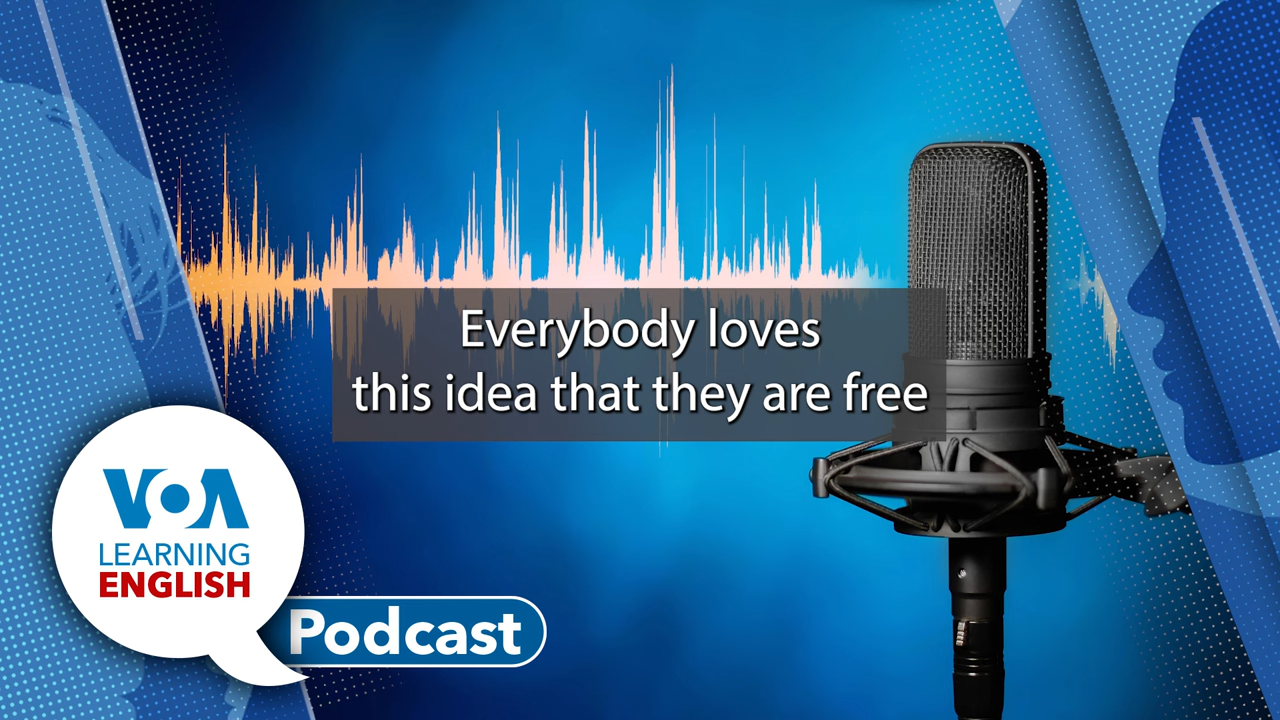 Everybody loves
this idea that they are free
VOA
LEARNING
ENGLISH
Podcast